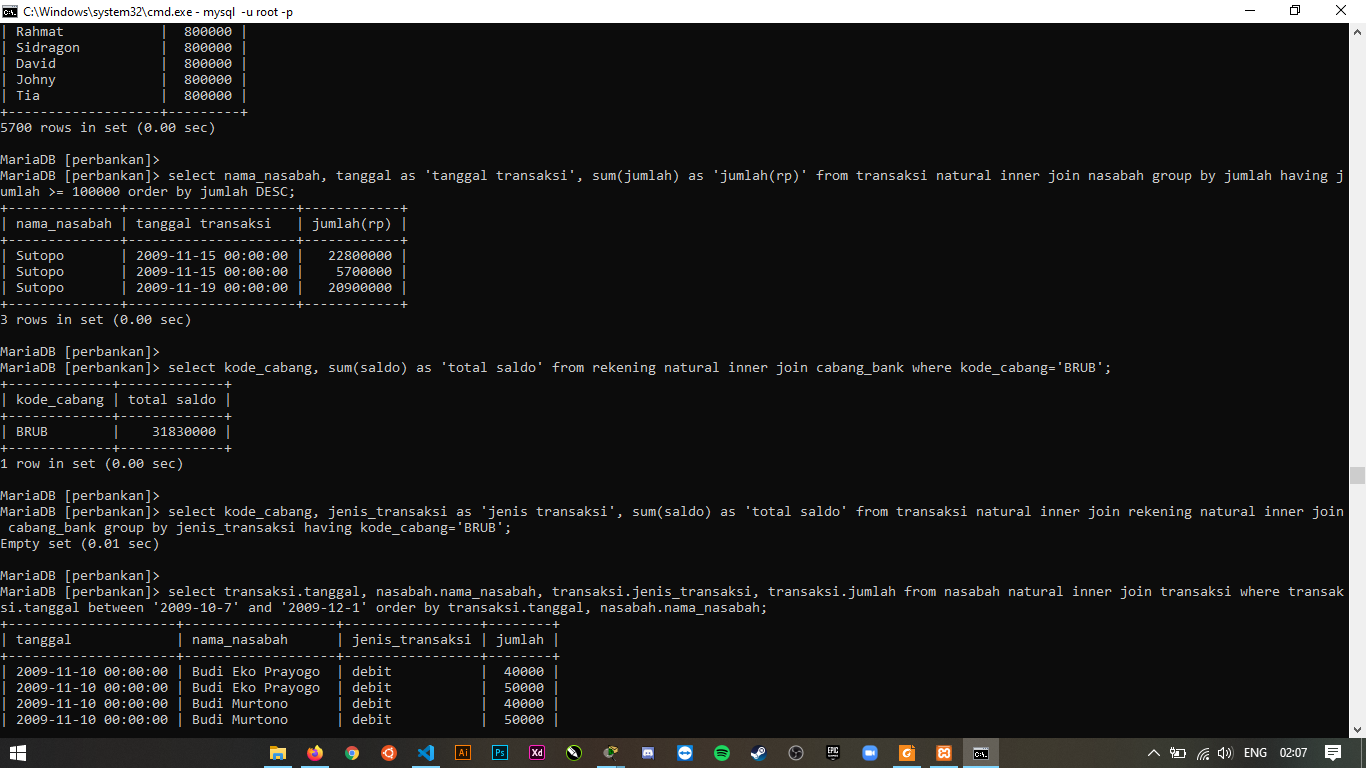 C:\Windows\system32\cmd.exe - mysql  -u root -p
| Rahmat            |  800000 |
| Sidragon          |  800000 |
| David             |  800000 |
| Johny             |  800000 |
| Tia               |  800000 |
+-------------------+---------+
5700 rows in set (0.00 sec)
MariaDB [perbankan]>
MariaDB [perbankan]> select nama_nasabah, tanggal as 'tanggal transaksi', sum(jumlah) as 'jumlah(rp)' from transaksi natural inner join nasabah group by jumlah having j
umlah >= 100000 order by jumlah DESC;
+--------------+---------------------+------------+
| nama_nasabah | tanggal transaksi   | jumlah(rp) |
+--------------+---------------------+------------+
| Sutopo       | 2009-11-15 00:00:00 |   22800000 |
| Sutopo       | 2009-11-15 00:00:00 |    5700000 |
| Sutopo       | 2009-11-19 00:00:00 |   20900000 |
+--------------+---------------------+------------+
3 rows in set (0.00 sec)
MariaDB [perbankan]>
MariaDB [perbankan]> select kode_cabang, sum(saldo) as 'total saldo' from rekening natural inner join cabang_bank where kode_cabang='BRUB';
+-------------+-------------+
| kode_cabang | total saldo |
+-------------+-------------+
| BRUB        |    31830000 |
+-------------+-------------+
1 row in set (0.00 sec)
MariaDB [perbankan]>
MariaDB [perbankan]> select kode_cabang, jenis_transaksi as 'jenis transaksi', sum(saldo) as 'total saldo' from transaksi natural inner join rekening natural inner join
 cabang_bank group by jenis_transaksi having kode_cabang='BRUB';
Empty set (0.01 sec)
MariaDB [perbankan]>
MariaDB [perbankan]> select transaksi.tanggal, nasabah.nama_nasabah, transaksi.jenis_transaksi, transaksi.jumlah from nasabah natural inner join transaksi where transak
si.tanggal between '2009-10-7' and '2009-12-1' order by transaksi.tanggal, nasabah.nama_nasabah;
+---------------------+-------------------+-----------------+--------+
| tanggal             | nama_nasabah      | jenis_transaksi | jumlah |
+---------------------+-------------------+-----------------+--------+
| 2009-11-10 00:00:00 | Budi Eko Prayogo  | debit           |  40000 |
| 2009-11-10 00:00:00 | Budi Eko Prayogo  | debit           |  50000 |
| 2009-11-10 00:00:00 | Budi Murtono      | debit           |  40000 |
| 2009-11-10 00:00:00 | Budi Murtono      | debit           |  50000 |
Ai Ps Xd EPIC G C:\ ENG 02:07